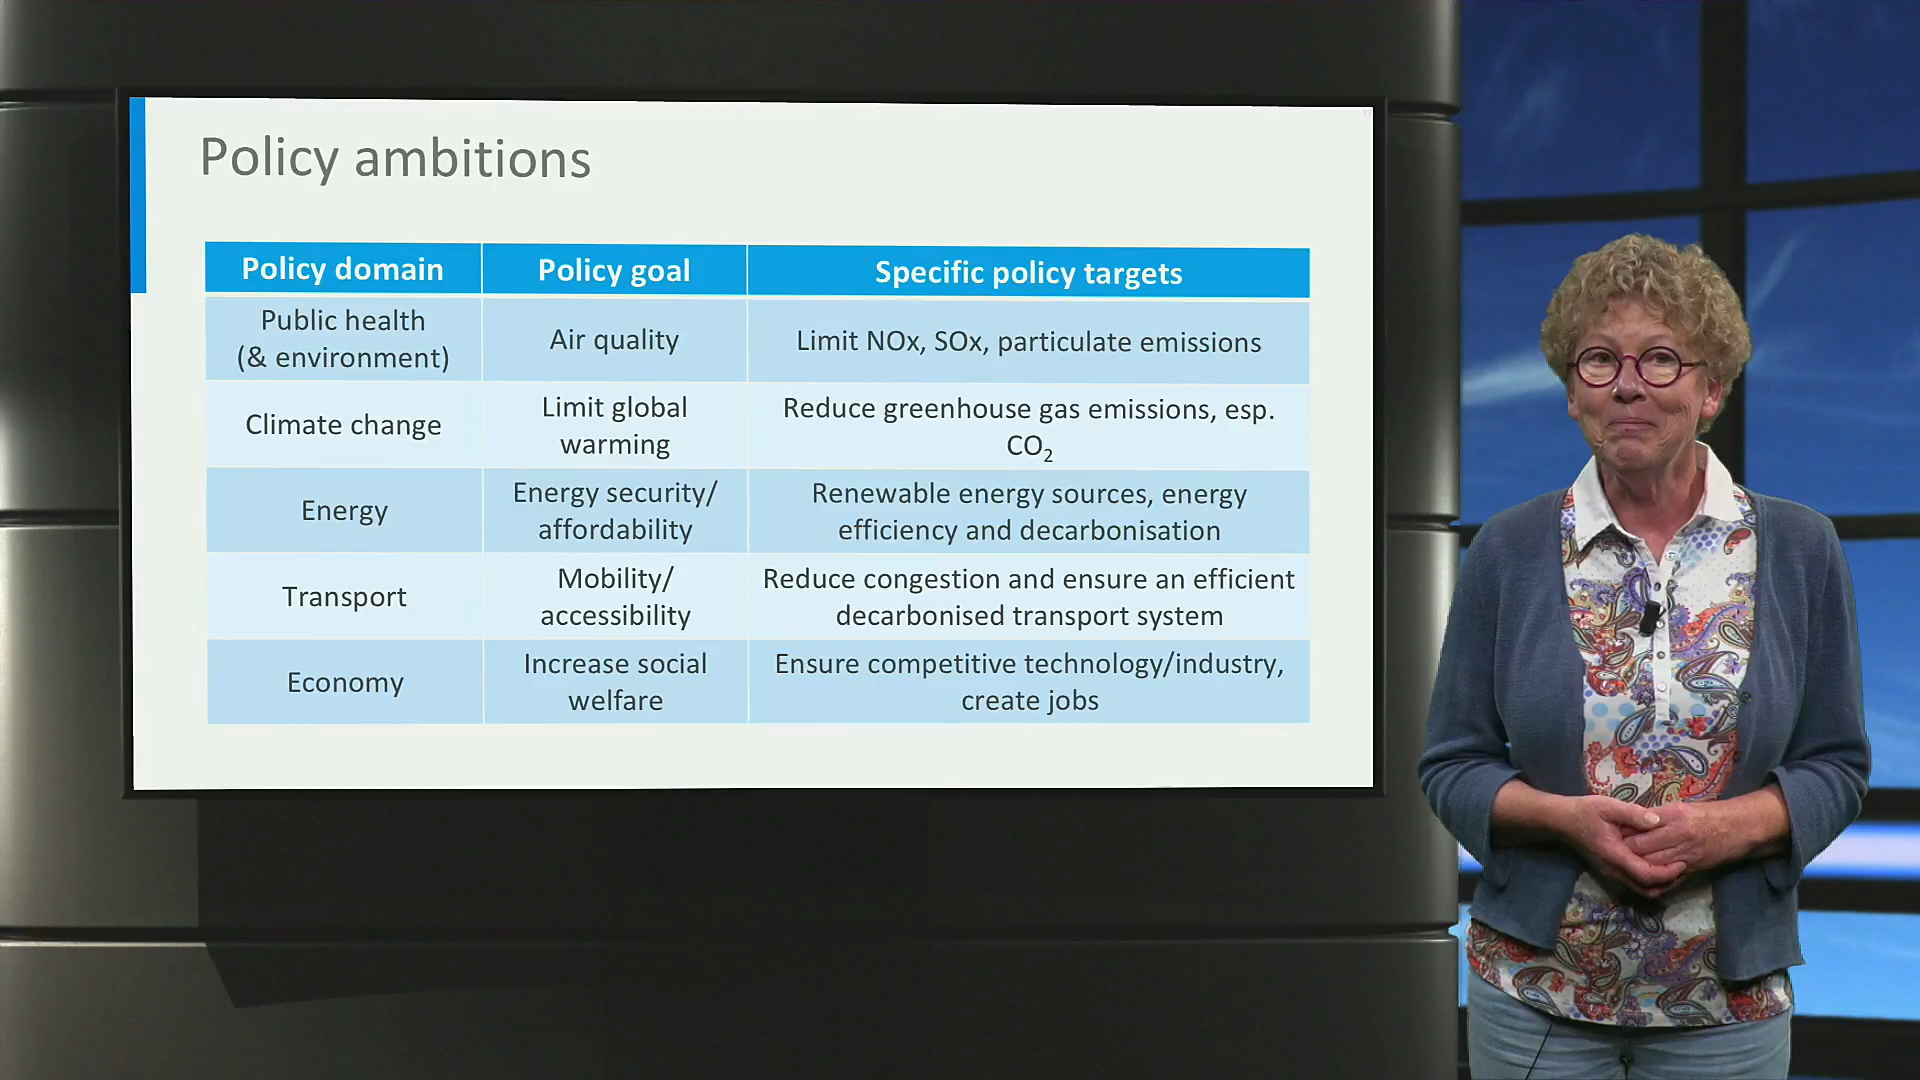 Policy ambitions
Policy domain
Policy goal
Specific policy targets
Public health
(& environment)
Air quality
Limit NOx, SOx, particulate emissions
Climate change
Limit global
warming
Reduce greenhouse gas emissions, esp.
CO₂
Energy
Energy security/
affordability
Renewable energy sources, energy
efficiency and decarbonisation
Transport
Mobility/
accessibility
Reduce congestion and ensure an efficient
decarbonised transport system
Economy
Increase social
welfare
Ensure competitive technology/industry,
create jobs